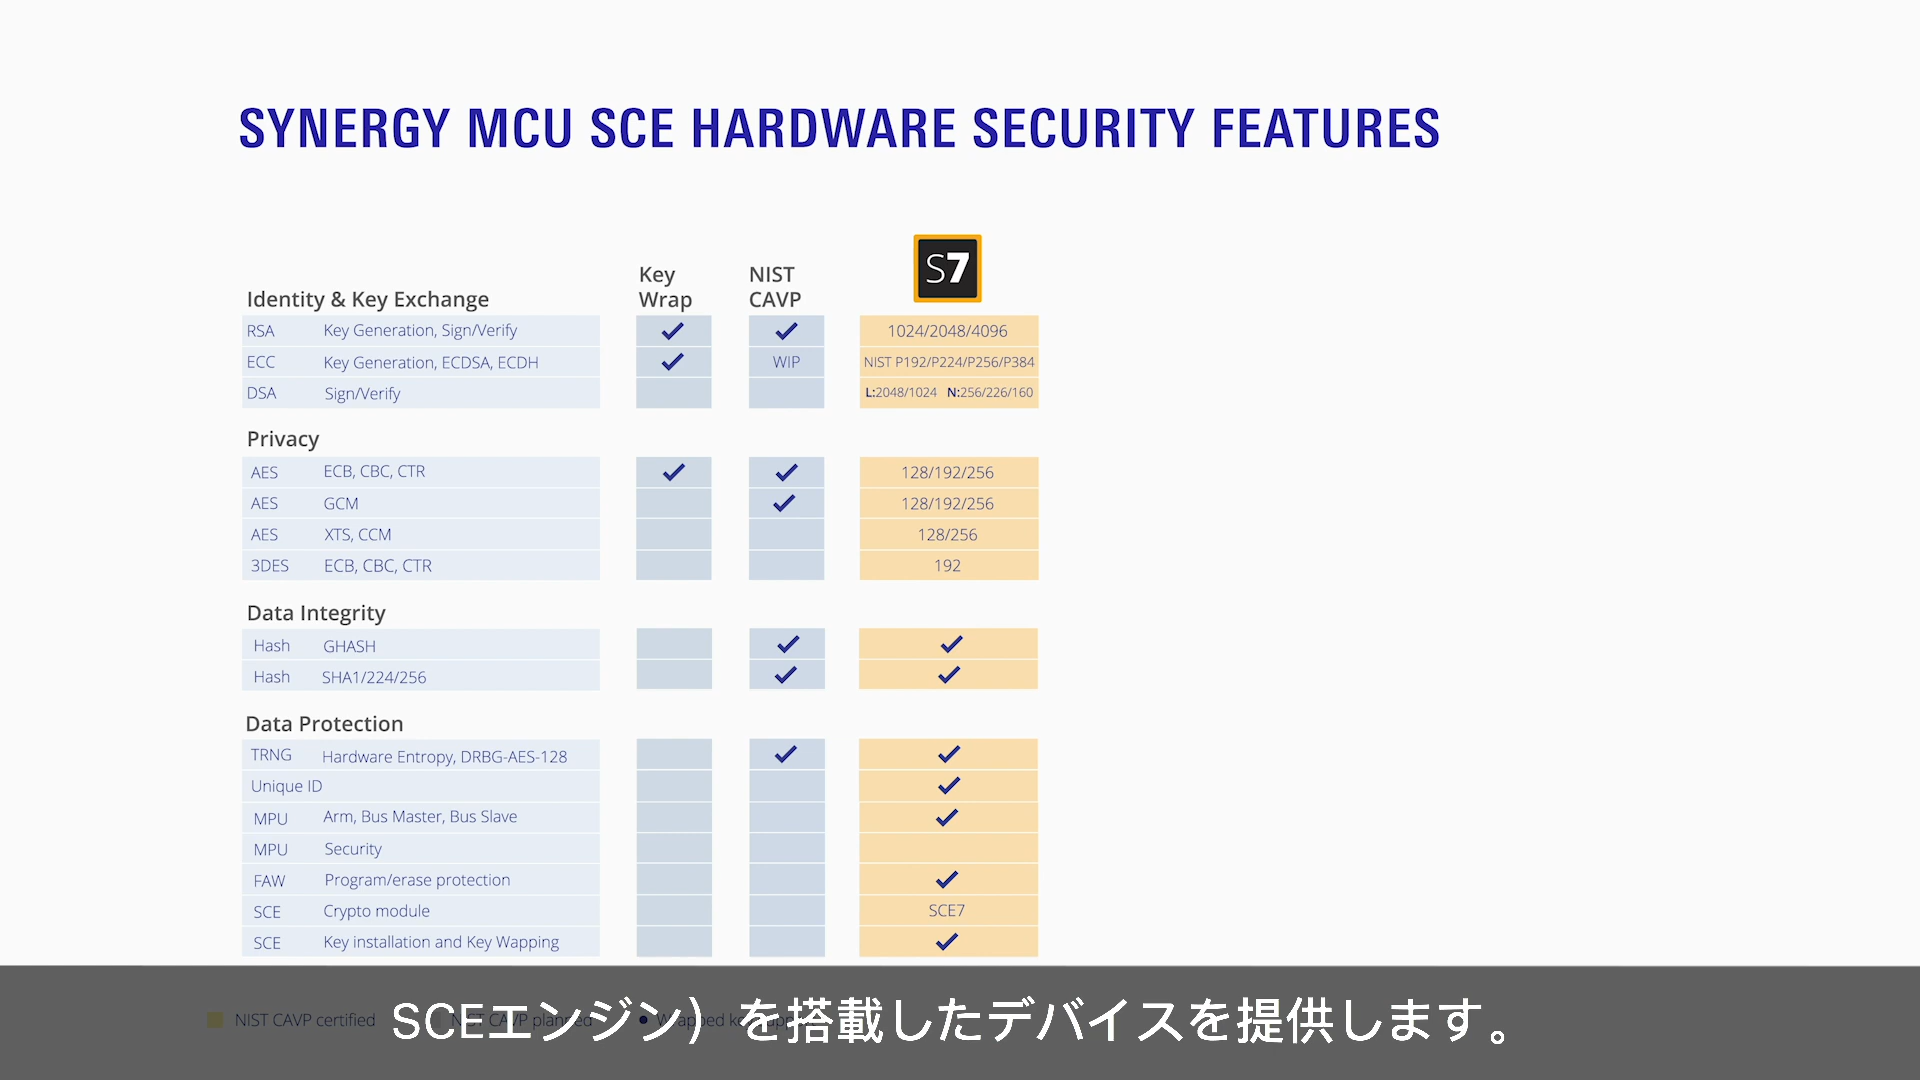 SYNERGY MCU SCE HARDWARE SECURITY FEATURES
S7
Key Wrap
NIST CAVP
Identity & Key Exchange
RSA Key Generation, Sign/Verify 1024/2048/4096
ECC Key Generation, ECDSA, ECDH WIP NIST P192/P224/P256/P384
DSA Sign/Verify L:2048/1024 N:256/226/160
Privacy
AES ECB, CBC, CTR 128/192/256
AES GCM 128/192/256
AES XTS, CCM 128/256
3DES ECB, CBC, CTR 192
Data Integrity
Hash GHASH
Hash SHA1/224/256
Data Protection
TRNG Hardware Entropy, DRBG-AES-128
Unique ID
MPU Arm, Bus Master, Bus Slave
MPU Security
FAW Program/erase protection
SCE Crypto module SCE7
SCE Key installation and Key Wapping
NIST CAVP certified NIST CAVP planned Wrapped
SCEエンジン）を搭載したデバイスを提供します。